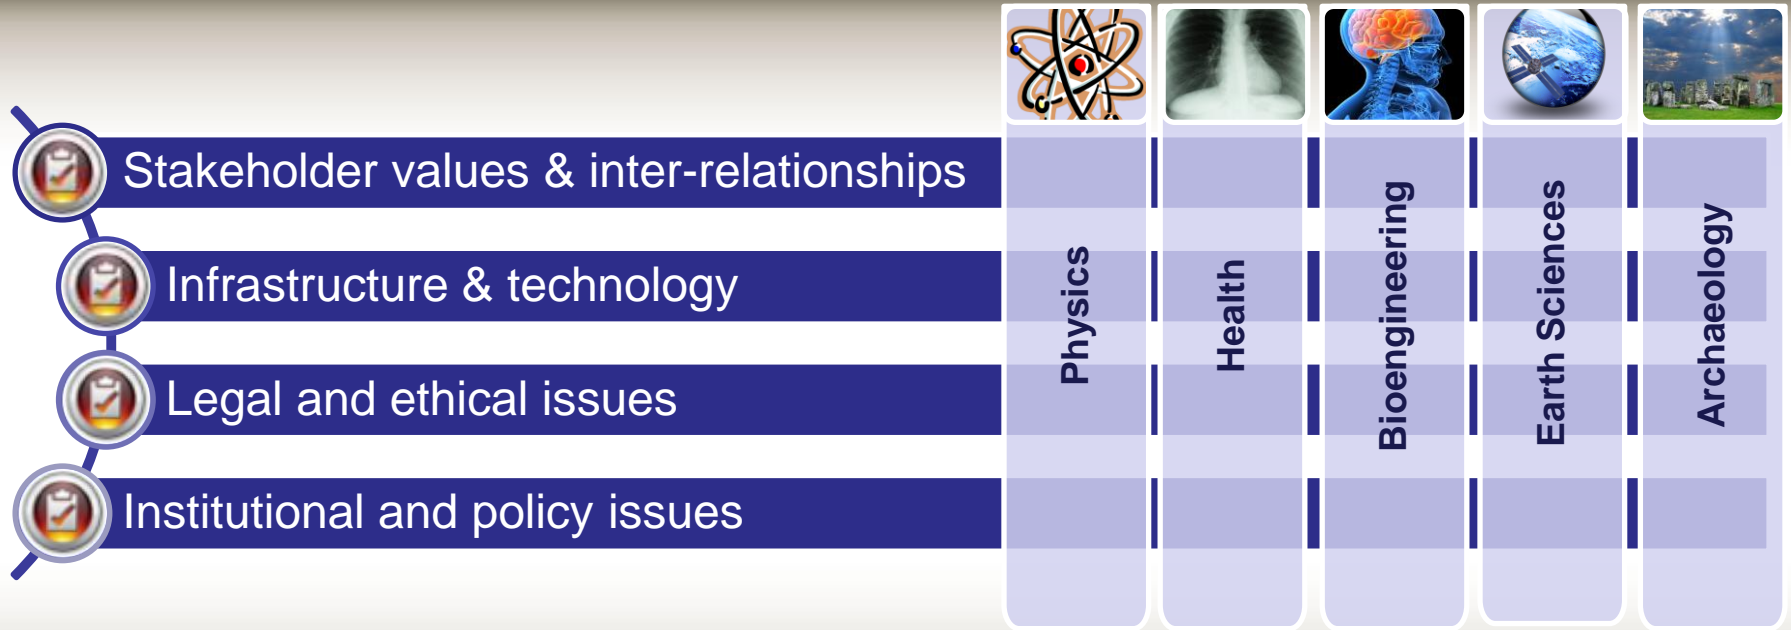 Stakeholder values & inter-relationships
Infrastructure & technology
Legal and ethical issues
Institutional and policy issues
Physics
Health
Bioengineering
Earth Sciences
Archaeology